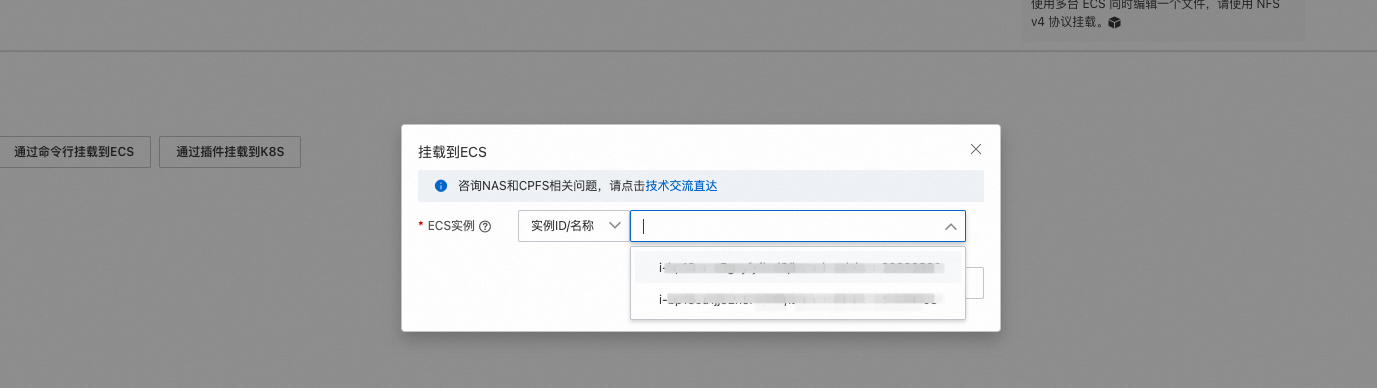 使用多台 ECS 同时编辑一个文件，请使用 NFS
v4 协议挂载。
通过命令行挂载到ECS
通过插件挂载到K8S
挂载到ECS
咨询NAS和CPFS相关问题，请点击技术交流直达
* ECS实例
实例ID/名称